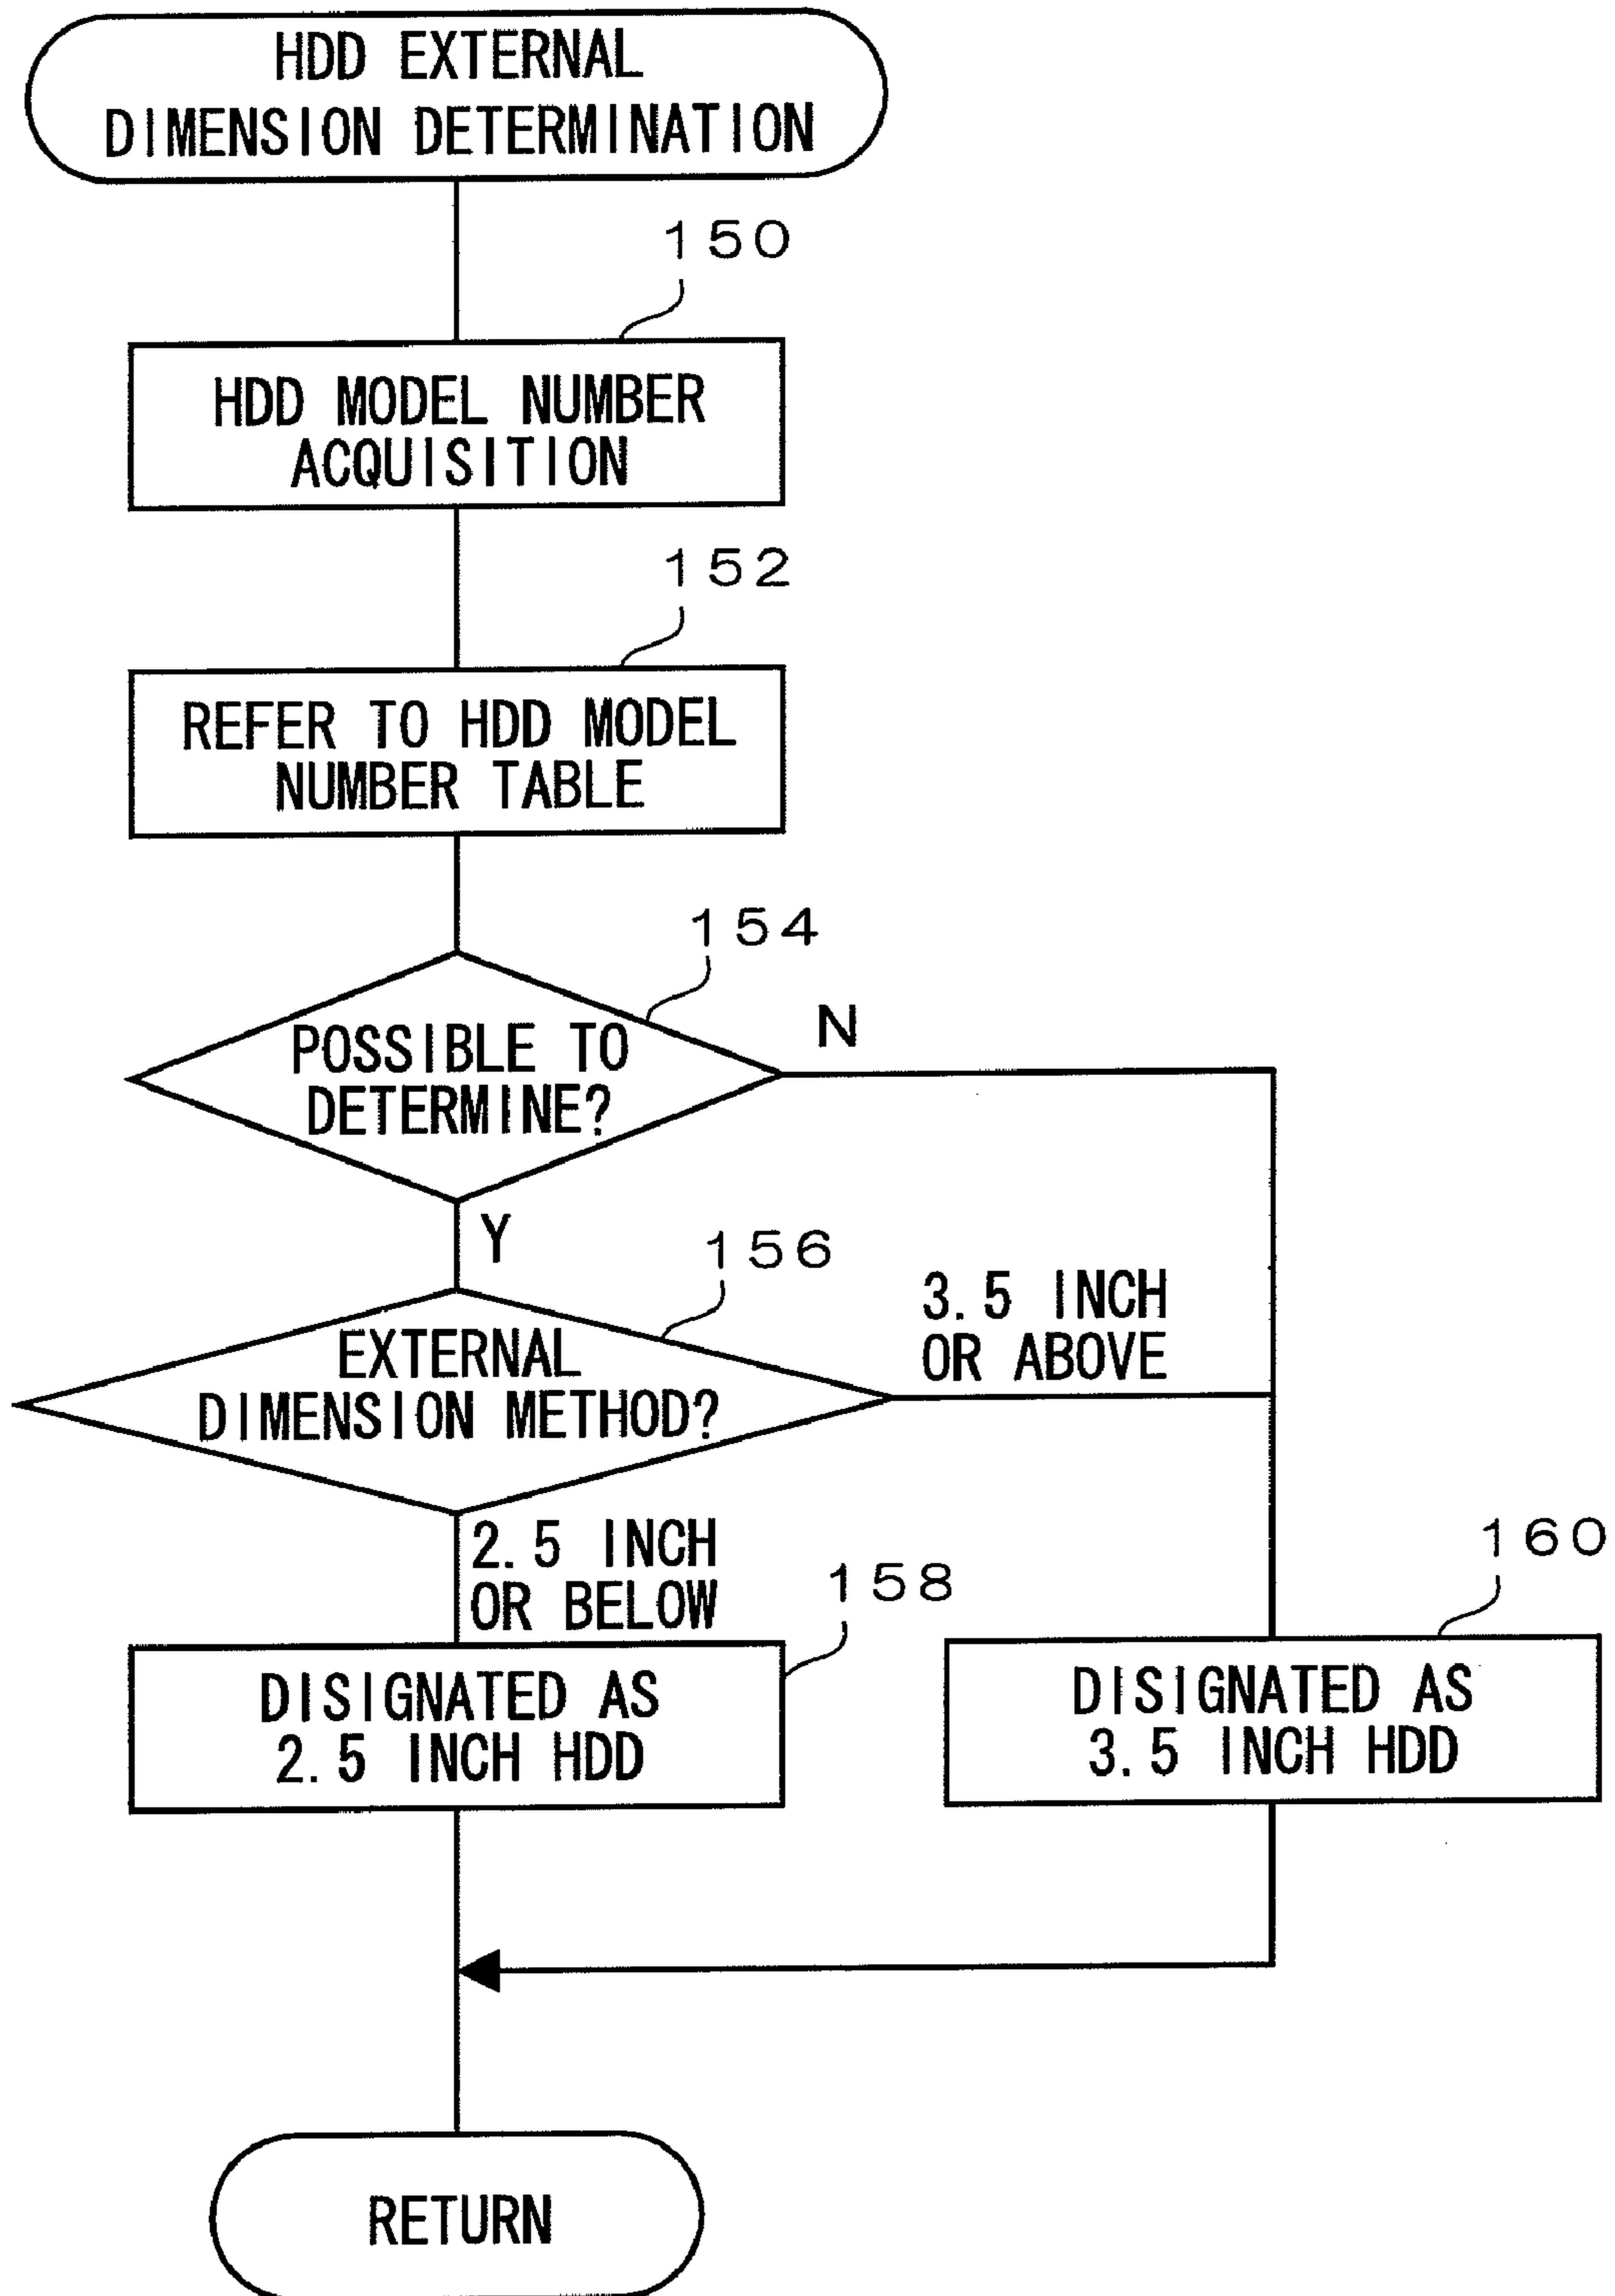 HDD EXTERNAL
DIMENSION DETERMINATION
150
HDD MODEL NUMBER
ACQUISITION
152
REFER TO HDD MODEL
NUMBER TABLE
154
POSSIBLE TO
DETERMINE?
N
Y
156
EXTERNAL
DIMENSION METHOD?
3.5 INCH
OR ABOVE
2.5 INCH
OR BELOW
158
DISIGNATED AS
2.5 INCH HDD
160
DISIGNATED AS
3.5 INCH HDD
RETURN